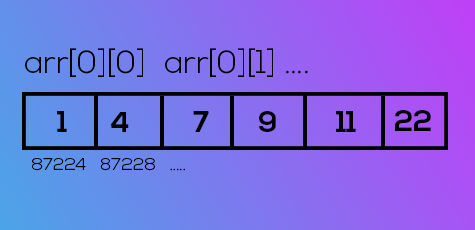 arr[0][0] arr[0][1] ....
1 4 7 9 11 22
87224 87228 .....